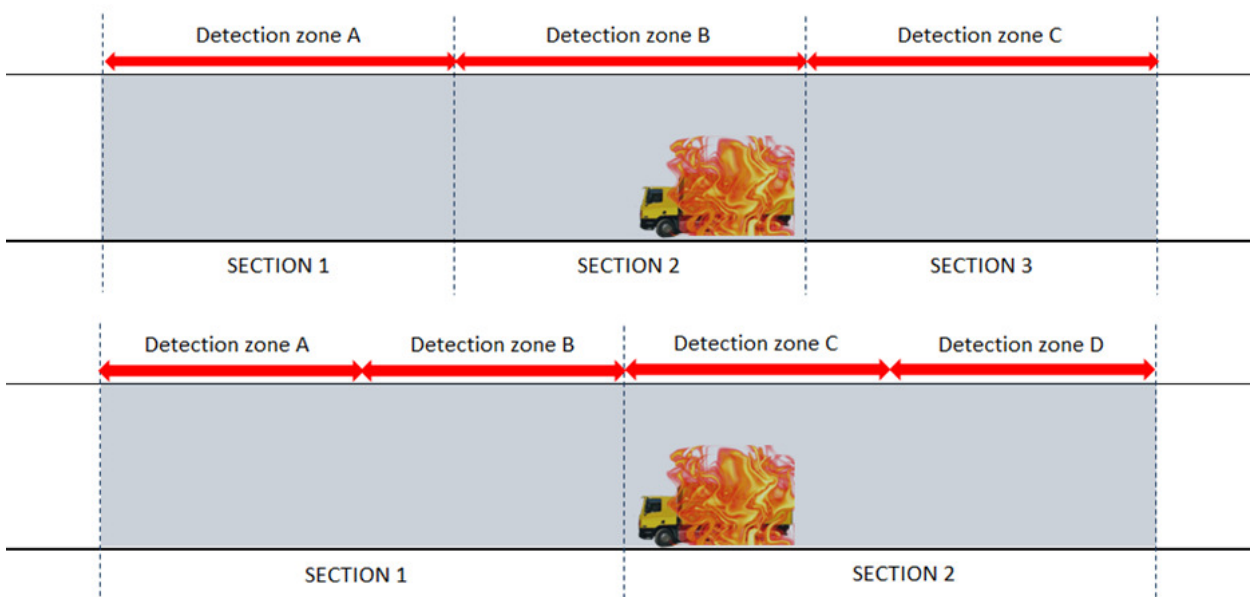 Detection zone A Detection zone B Detection zone C
SECTION 1 SECTION 2 SECTION 3
Detection zone A Detection zone B Detection zone C Detection zone D
SECTION 1 SECTION 2